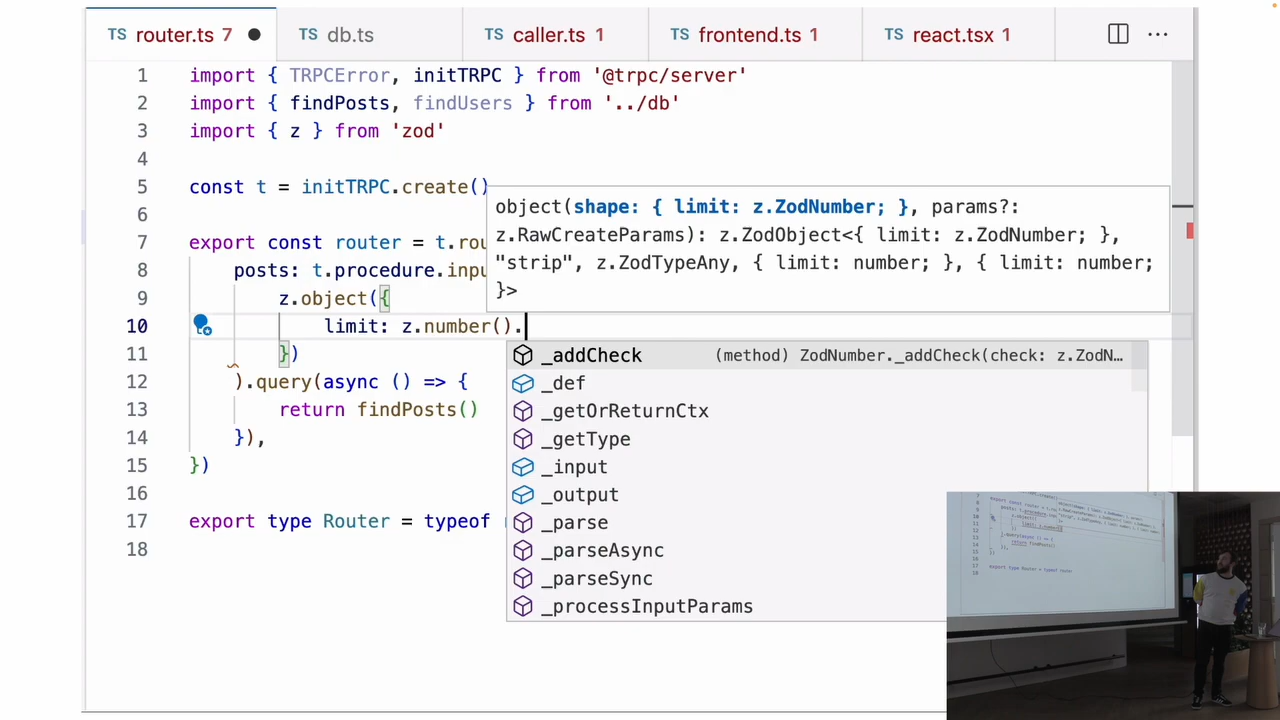 TS router.ts 7 TS db.ts TS caller.ts 1 TS frontend.ts 1 TS react.tsx 1 ...
1 import { TRPCError, initTRPC } from '@trpc/server'
2 import { findPosts, findUsers } from '../db'
3 import { z } from 'zod'
4
5 const t = initTRPC.create()
6
7 export const router = t.rou
8 posts: t.procedure.inpu
9 z.object({
10 limit: z.number().
11 })
12 ).query(async () => {
13 return findPosts()
14 }),
15 })
16
17 export type Router = typeof
18
object(shape: { limit: z.ZodNumber; }, params?:
z.RawCreateParams): z.ZodObject<{ limit: z.ZodNumber; },
"strip", z.ZodTypeAny, { limit: number; }, { limit: number;
}>
_addCheck (method) ZodNumber._addCheck(check: z.ZodN…
_def
_getOrReturnCtx
_getType
_input
_output
_parse
_parseAsync
_parseSync
_processInputParams